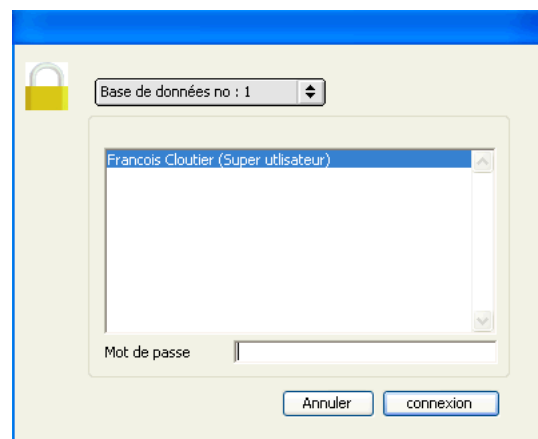 Base de données no : 1
Francois Cloutier (Super utlisateur)
Mot de passe
Annuler
connexion